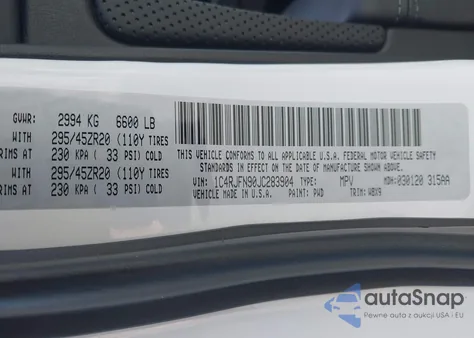 GVWR: 2994 KG 6600 LB
WITH 295/45ZR20 (110Y TIRES
RIMS AT 230 KPA ( 33 PSI) COLD
WITH 295/45ZR20 (110Y TIRES
RIMS AT 230 KPA ( 33 PSI) COLD
THIS VEHICLE CONFORMS TO ALL APPLICABLE U.S.A. FEDERAL MOTOR VEHICLE SAFETY
STANDARDS IN EFFECT ON THE DATE OF MANUFACTURE SHOWN ABOVE.
VIN: 1C4RJFN90JC283904 TYPE: MPV MDH: 030120 315AA
VEHICLE MADE IN U.S.A. PAINT: PWD TRIM: WBX9
autoSnap
Pewne auta z USA i EU